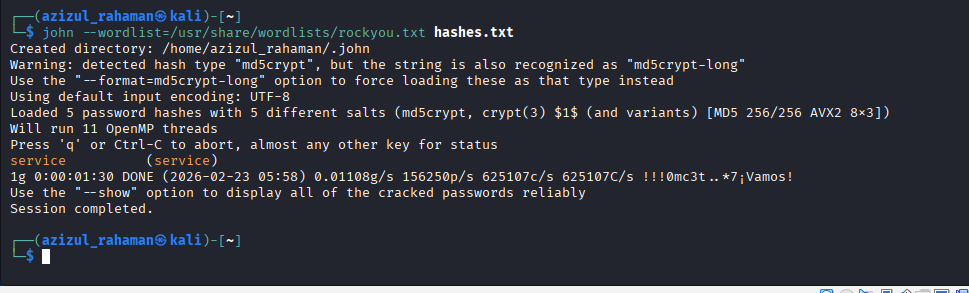 ┌──(azizul_rahaman㉿kali)-[~]
└─$ john --wordlist=/usr/share/wordlists/rockyou.txt hashes.txt
Created directory: /home/azizul_rahaman/.john
Warning: detected hash type "md5crypt", but the string is also recognized as "md5crypt-long"
Use the "--format=md5crypt-long" option to force loading these as that type instead
Using default input encoding: UTF-8
Loaded 5 password hashes with 5 different salts (md5crypt, crypt(3) $1$ (and variants) [MD5 256/256 AVX2 8×3])
Will run 11 OpenMP threads
Press 'q' or Ctrl-C to abort, almost any other key for status
service          (service)
1g 0:00:01:30 DONE (2026-02-23 05:58) 0.01108g/s 156250p/s 625107c/s 625107C/s !!!0mc3t..*7¡Vamos!
Use the "--show" option to display all of the cracked passwords reliably
Session completed.
┌──(azizul_rahaman㉿kali)-[~]
└─$